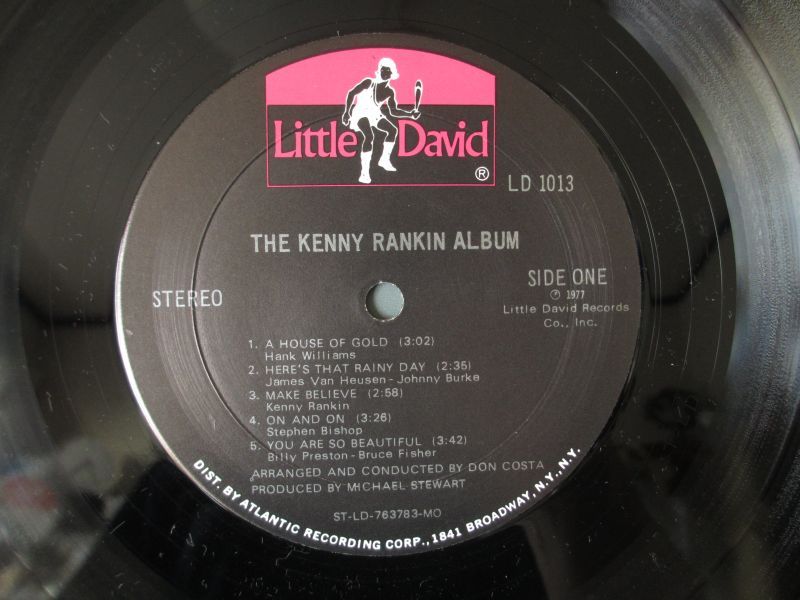 Little David ®
LD 1013
THE KENNY RANKIN ALBUM
STEREO
SIDE ONE
℗ 1977
Little David Records
Co., Inc.
1. A HOUSE OF GOLD (3:02)
Hank Williams
2. HERE'S THAT RAINY DAY (2:35)
James Van Heusen - Johnny Burke
3. MAKE BELIEVE (2:58)
Kenny Rankin
4. ON AND ON (3:26)
Stephen Bishop
5. YOU ARE SO BEAUTIFUL (3:42)
Billy Preston - Bruce Fisher
ARRANGED AND CONDUCTED BY DON COSTA
PRODUCED BY MICHAEL STEWART
ST-LD-763783-MO
DIST. BY ATLANTIC RECORDING CORP., 1841 BROADWAY, N.Y. N.Y.